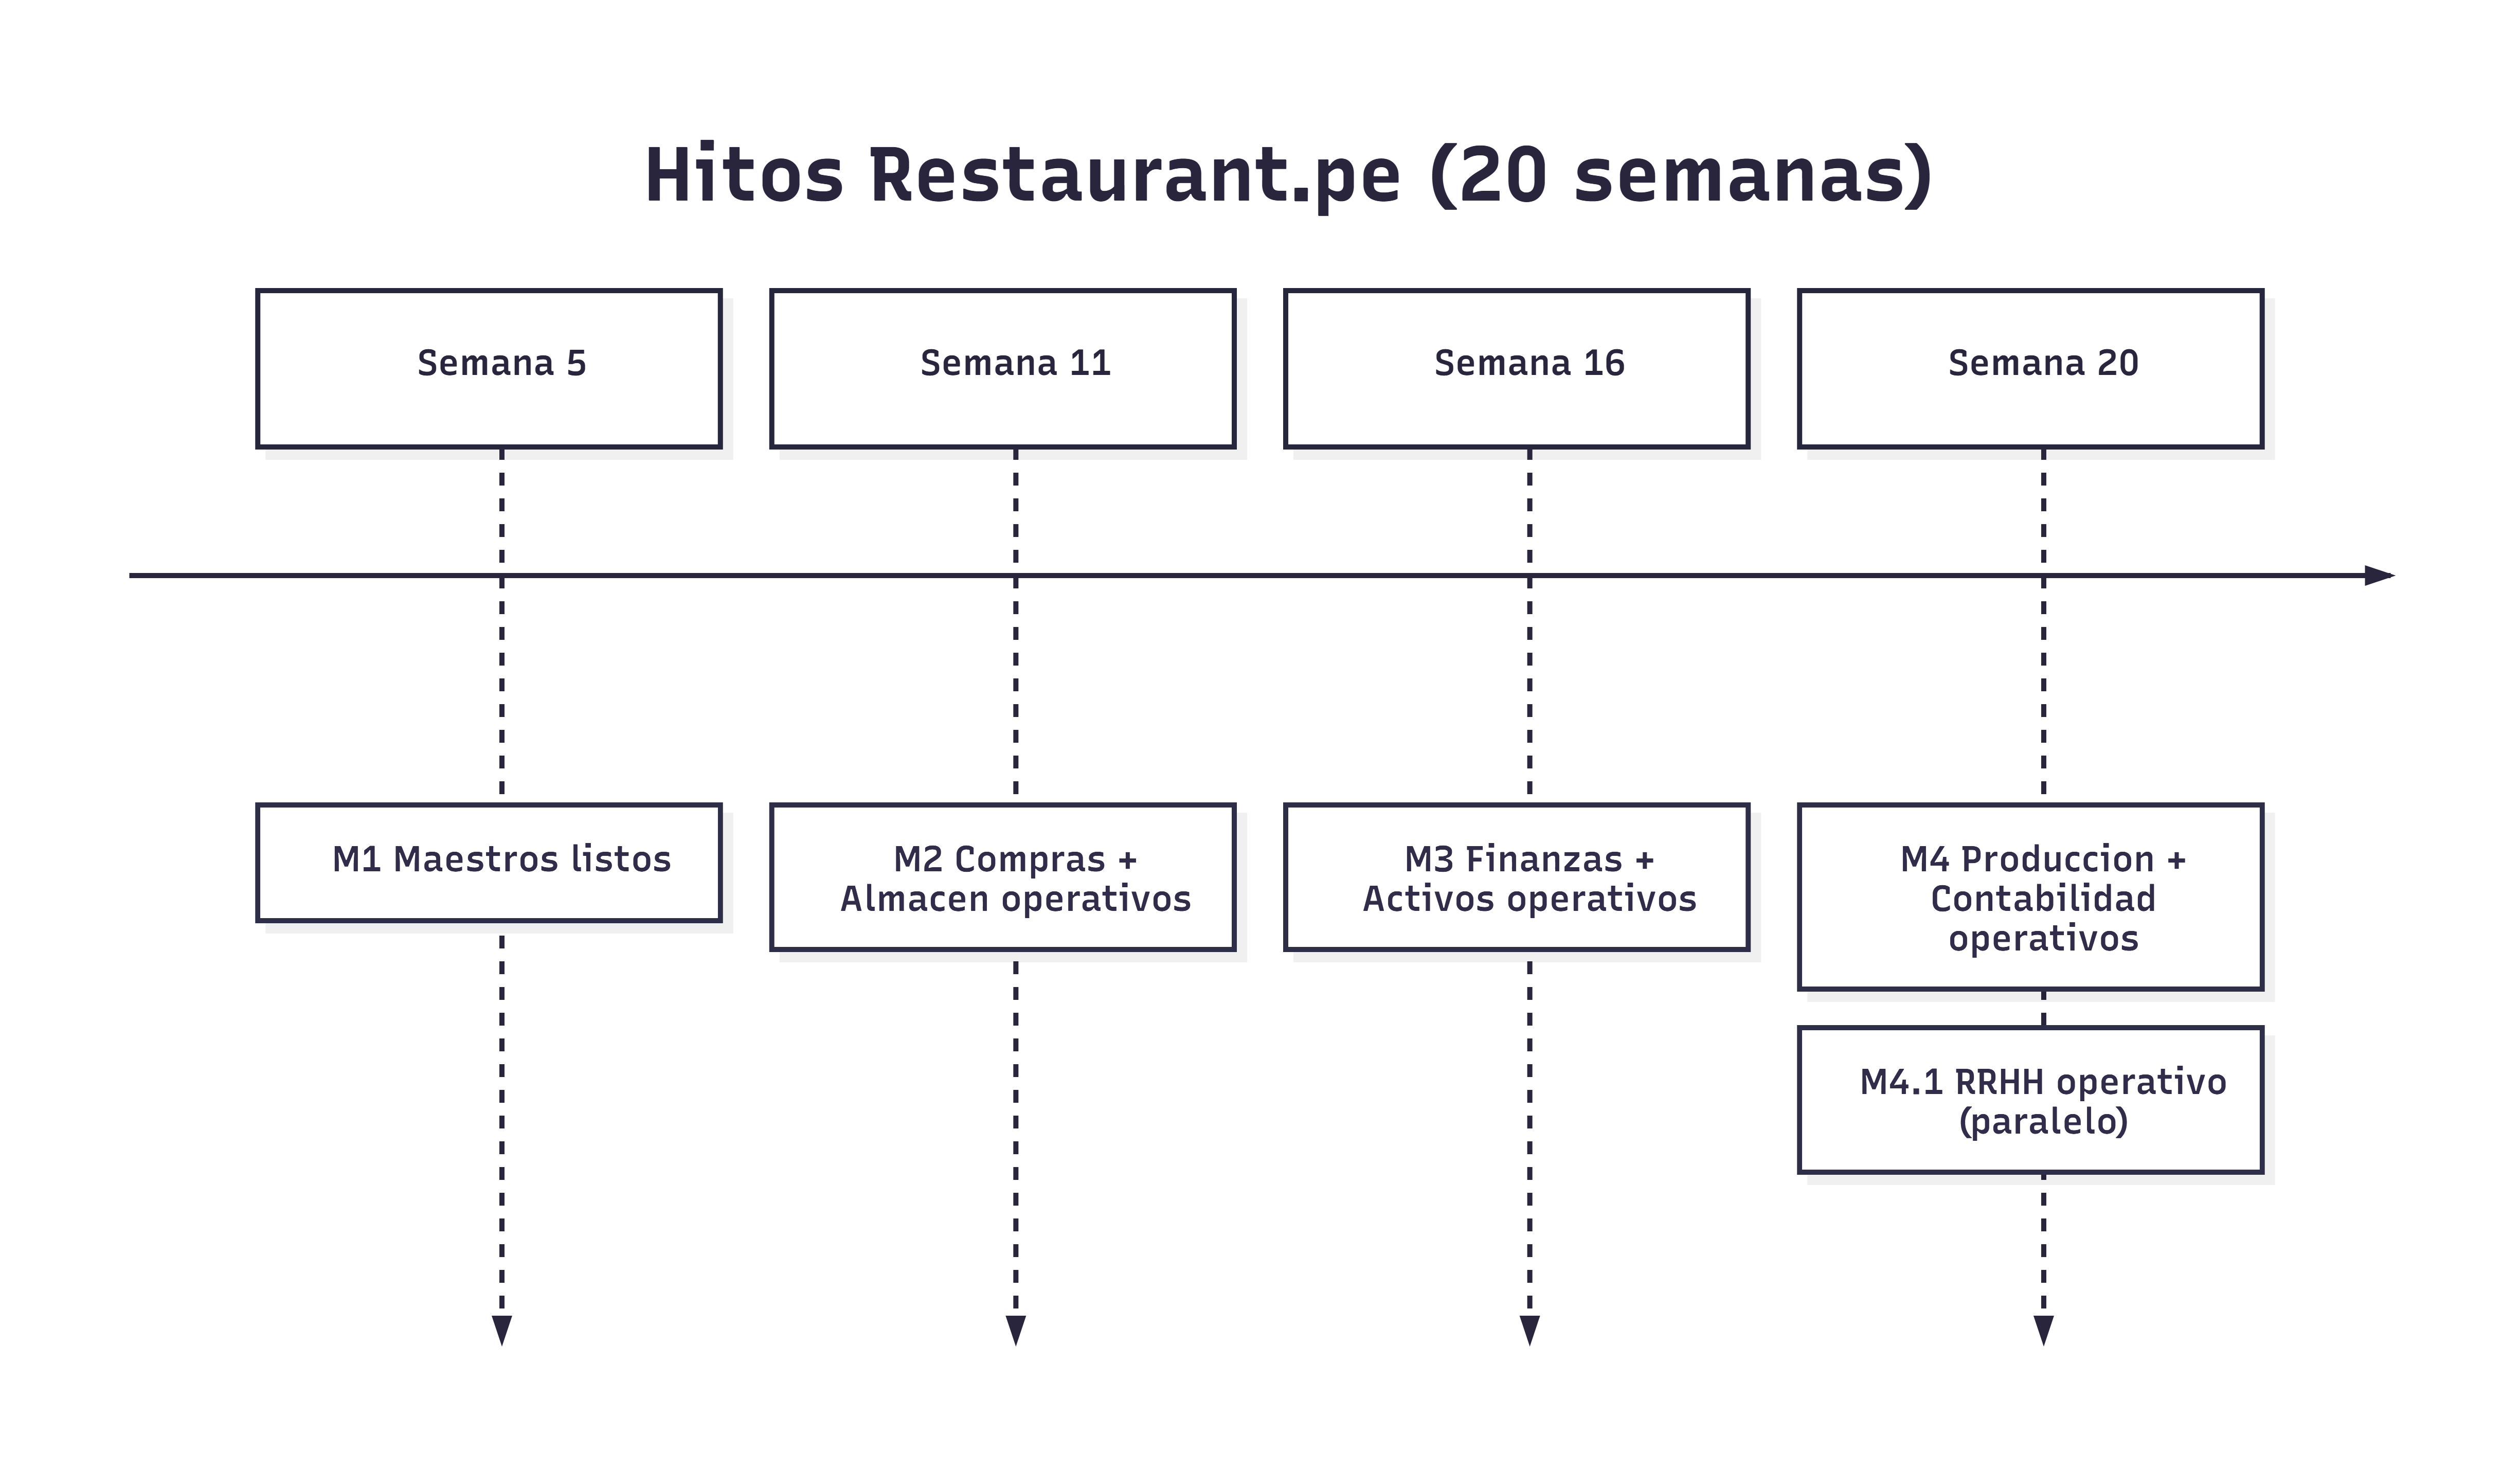 Hitos Restaurant.pe (20 semanas)
Semana 5
Semana 11
Semana 16
Semana 20
M1 Maestros listos
M2 Compras +
Almacen operativos
M3 Finanzas +
Activos operativos
M4 Produccion +
Contabilidad
operativos
M4.1 RRHH operativo
(paralelo)